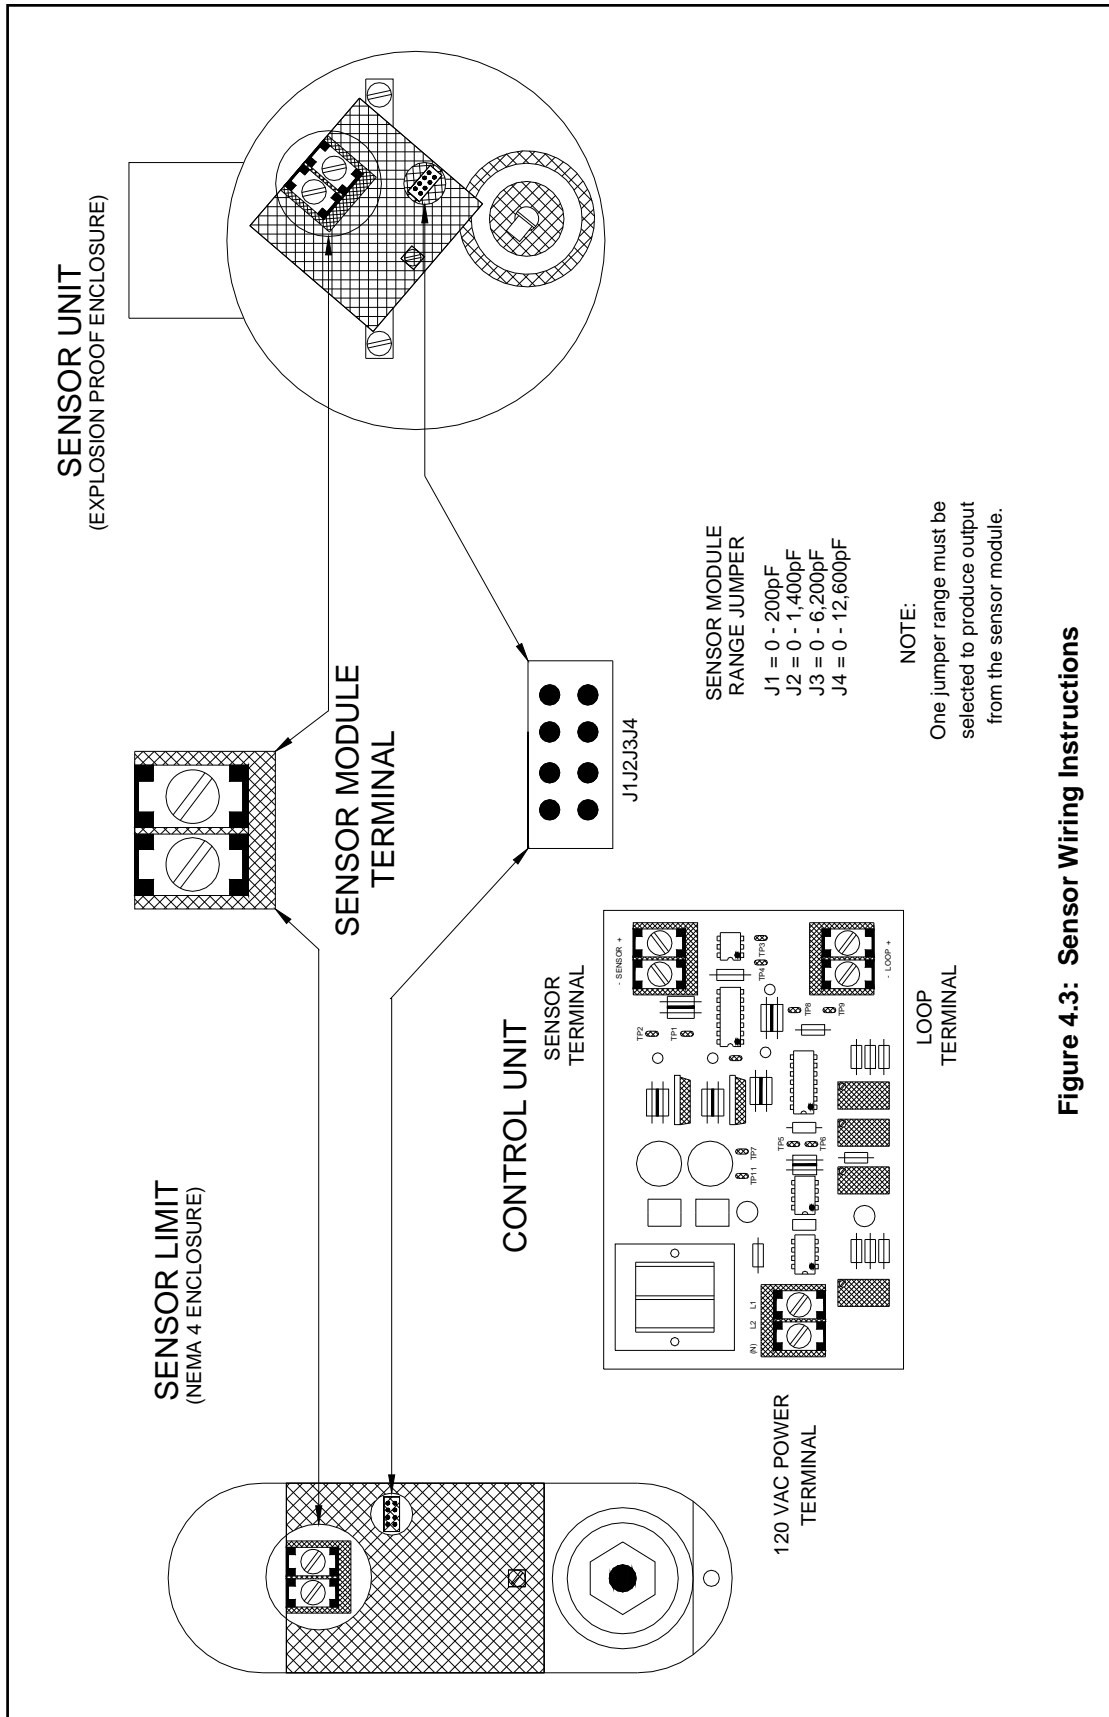 SENSOR LIMIT
(NEMA 4 ENCLOSURE)
SENSOR UNIT
(EXPLOSION PROOF ENCLOSURE)
SENSOR MODULE
TERMINAL
J1J2J3J4
CONTROL UNIT
SENSOR
TERMINAL
- SENSOR +
TP2
TP1
TP4
TP3
TP7
TP11
TP8
TP9
TP5
TP6
(N)
L2
L1
- LOOP +
120 VAC POWER
TERMINAL
LOOP
TERMINAL
SENSOR MODULE
RANGE JUMPER
J1 = 0 - 200pF
J2 = 0 - 1,400pF
J3 = 0 - 6,200pF
J4 = 0 - 12,600pF
NOTE:
One jumper range must be
selected to produce output
from the sensor module.
Figure 4.3: Sensor Wiring Instructions